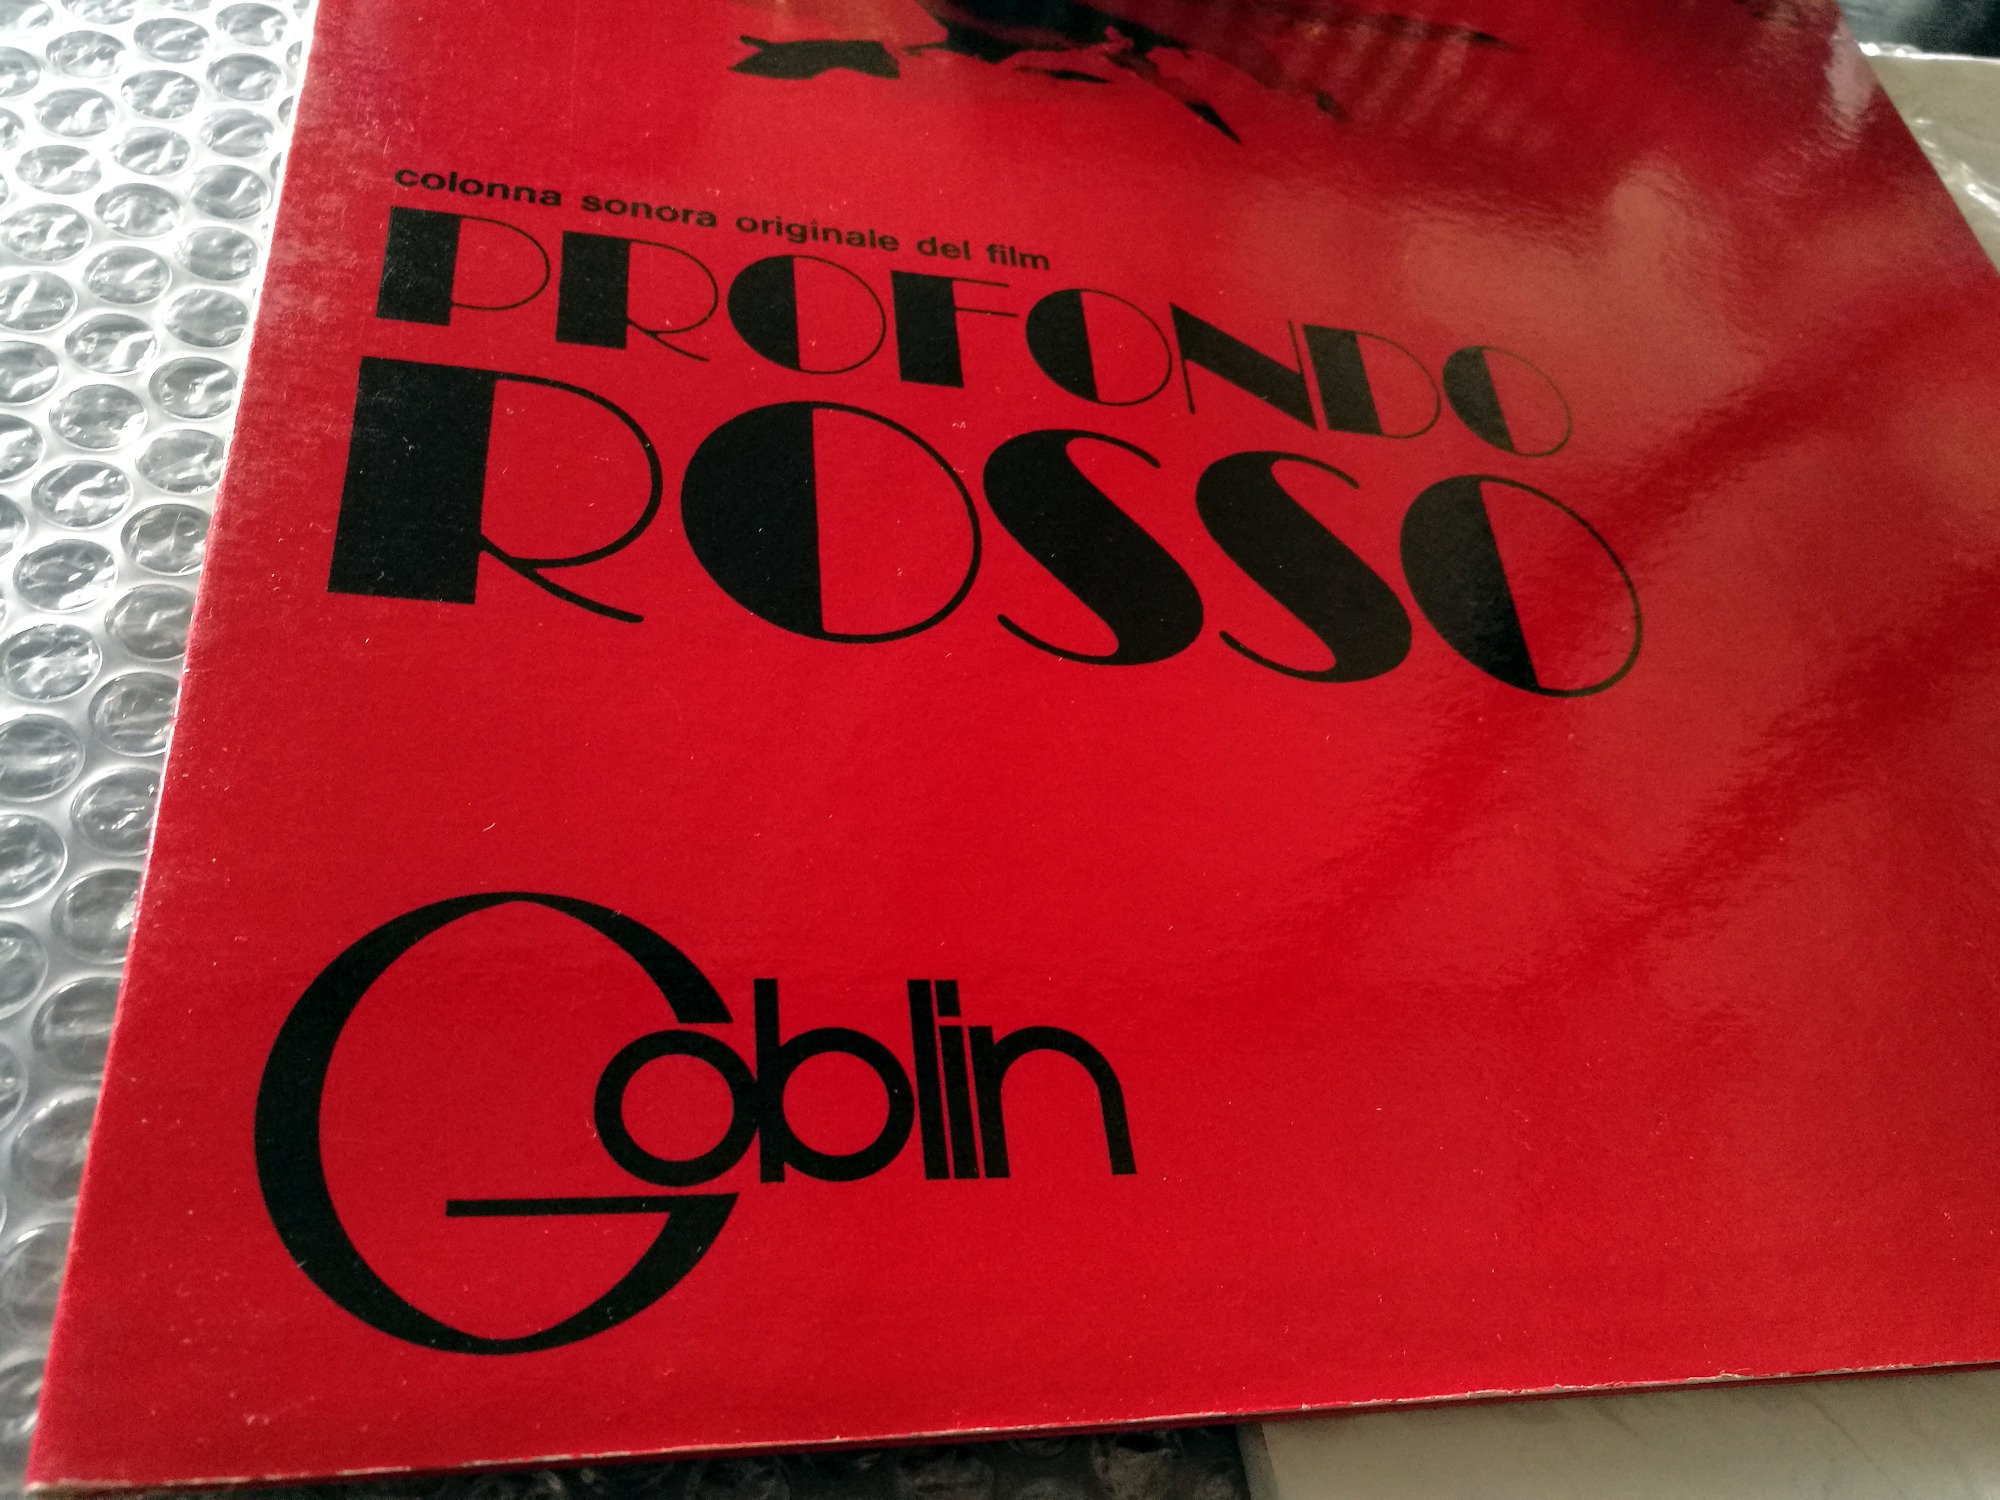 colonna sonora originale del film
PROFONDO
ROSSO
Goblin